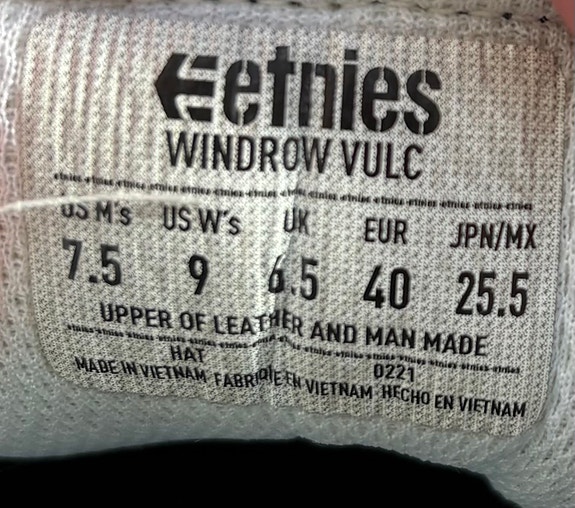 etnies
WINDROW VULC
US M's US W's UK EUR JPN/MX
7.5 9 6.5 40 25.5
UPPER OF LEATHER AND MAN MADE
HAT 0221
MADE IN VIETNAM FABRIQUE EN VIETNAM HECHO EN VIETNAM